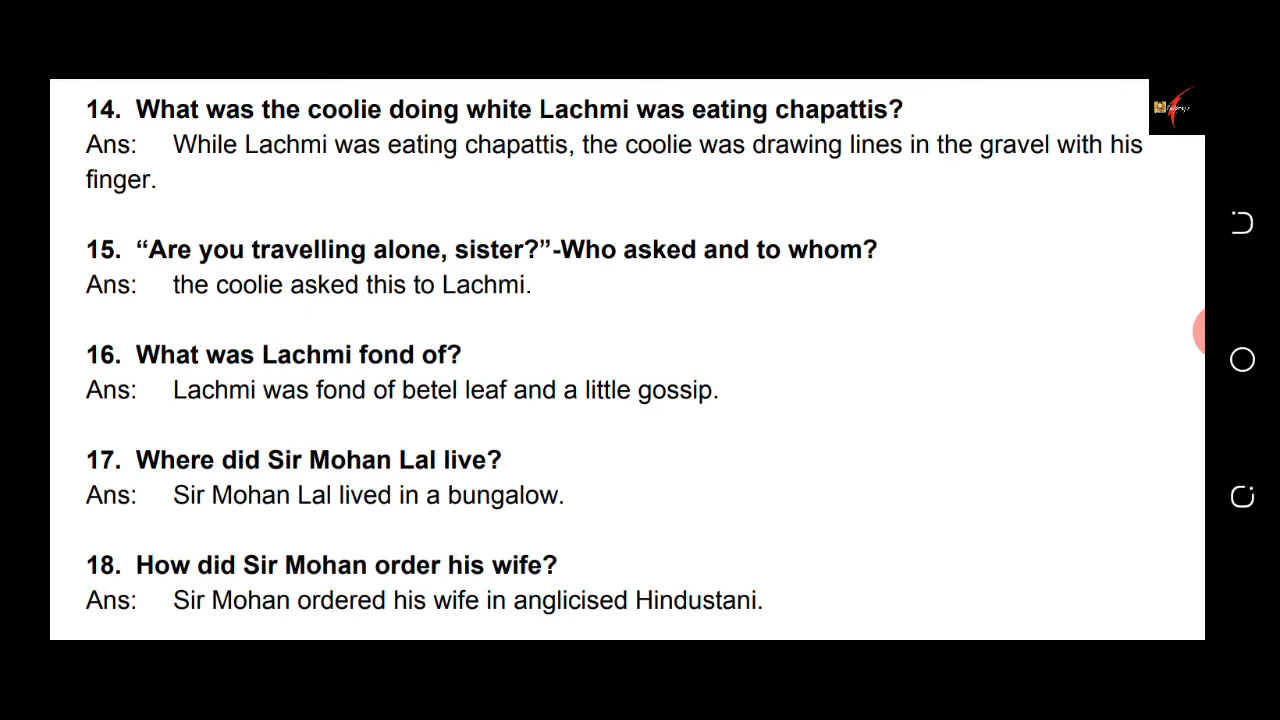 14. What was the coolie doing white Lachmi was eating chapattis?
Ans: While Lachmi was eating chapattis, the coolie was drawing lines in the gravel with his
finger.
15. “Are you travelling alone, sister?”-Who asked and to whom?
Ans: the coolie asked this to Lachmi.
16. What was Lachmi fond of?
Ans: Lachmi was fond of betel leaf and a little gossip.
17. Where did Sir Mohan Lal live?
Ans: Sir Mohan Lal lived in a bungalow.
18. How did Sir Mohan order his wife?
Ans: Sir Mohan ordered his wife in anglicised Hindustani.